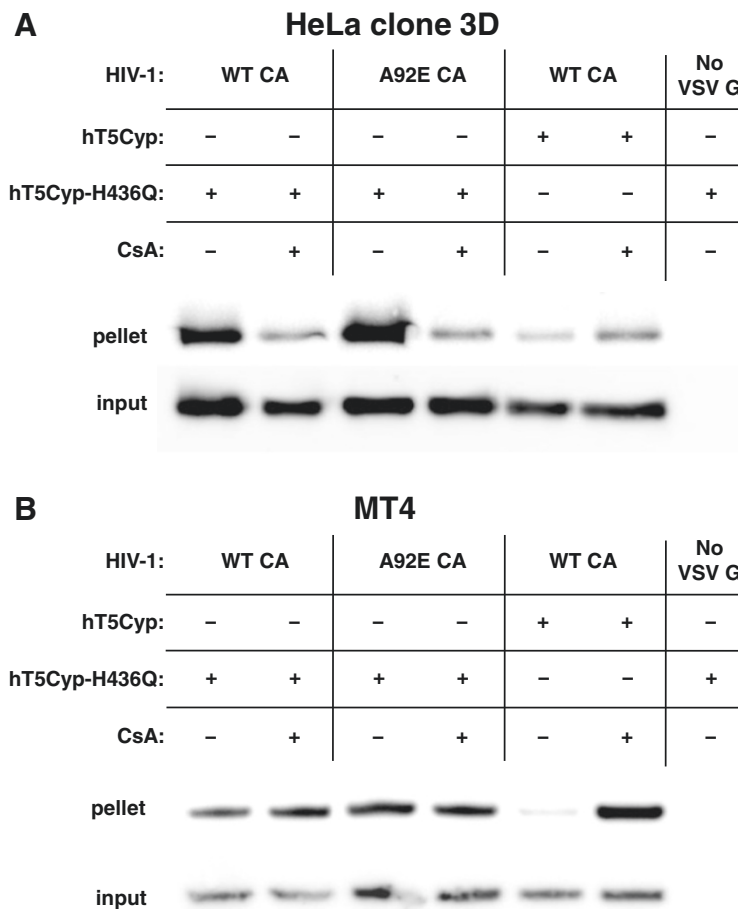 A HeLa clone 3D
HIV-1: WT CA A92E CA WT CA No VSV G
hT5Cyp: – – – – + + –
hT5Cyp-H436Q: + + + + – – +
CsA: – + – + – + –
pellet
input
B MT4
HIV-1: WT CA A92E CA WT CA No VSV G
hT5Cyp: – – – – + + –
hT5Cyp-H436Q: + + + + – – +
CsA: – + – + – + –
pellet
input